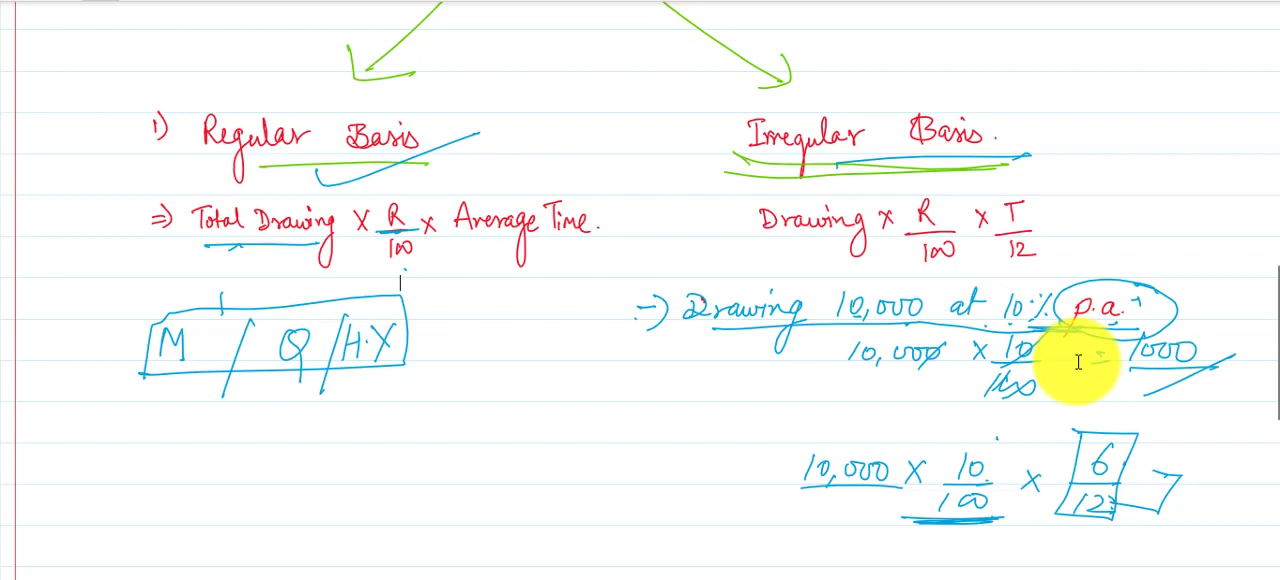 1) Regular Basis
⇒ Total Drawing × R/100 × Average Time.
M / Q / H.Y
Irregular Basis.
Drawing × R/100 × T/12
:-) Drawing 10,000 at 10% p.a.
10,000 × 10/100 = 1000
10,000 × 10/100 × 6/12